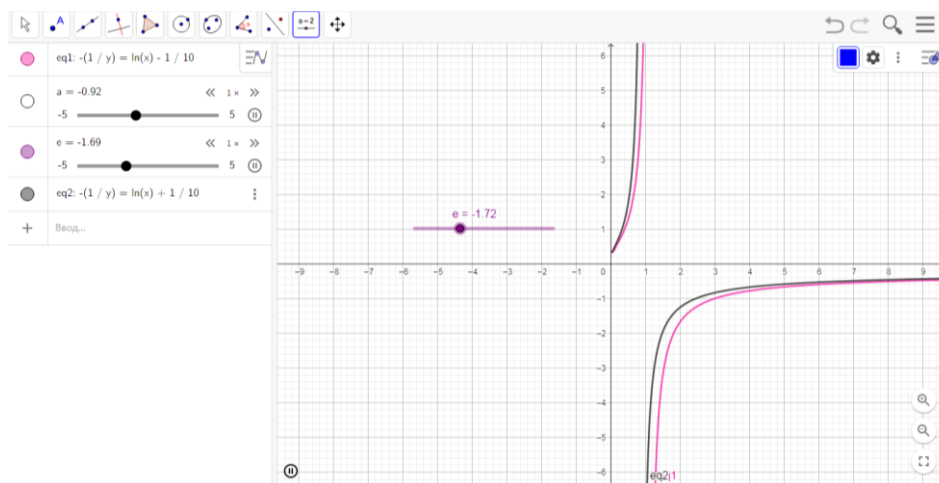 A
a=2
eq1: -(1 / y) = ln(x) - 1 / 10
a = -0.92
1 ×
-5
5
e = -1.69
1 ×
-5
5
eq2: -(1 / y) = ln(x) + 1 / 10
+ Ввод...
e = -1.72
6
5
4
3
2
1
-9 -8 -7 -6 -5 -4 -3 -2 -1 0 1 2 3 4 5 6 7 8 9
-1
-2
-3
-4
-5
-6
eq2 1